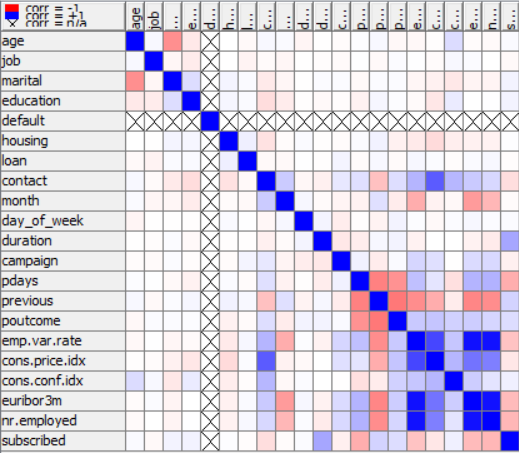 corr = -1
corr = +1
corr = n/a
age
job
...
e...
d...
h...
l...
c...
...
d...
d...
c...
p...
p...
p...
e...
c...
c...
e...
n...
s...
age
job
marital
education
default
housing
loan
contact
month
day_of_week
duration
campaign
pdays
previous
poutcome
emp.var.rate
cons.price.idx
cons.conf.idx
euribor3m
nr.employed
subscribed